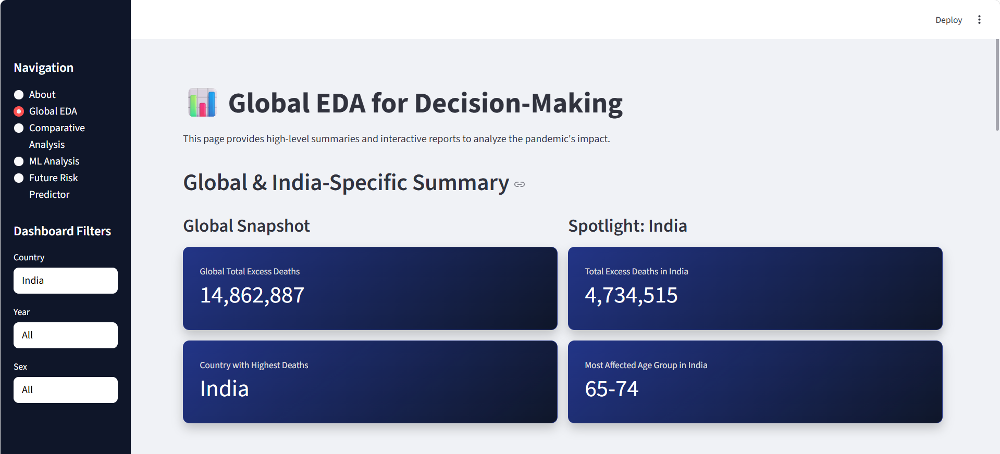 Deploy
Navigation
About
Global EDA
Comparative
Analysis
ML Analysis
Future Risk
Predictor
Dashboard Filters
Country
India
Year
All
Sex
All
Global EDA for Decision-Making
This page provides high-level summaries and interactive reports to analyze the pandemic's impact.
Global & India-Specific Summary
Global Snapshot
Global Total Excess Deaths
14,862,887
Country with Highest Deaths
India
Spotlight: India
Total Excess Deaths in India
4,734,515
Most Affected Age Group in India
65-74